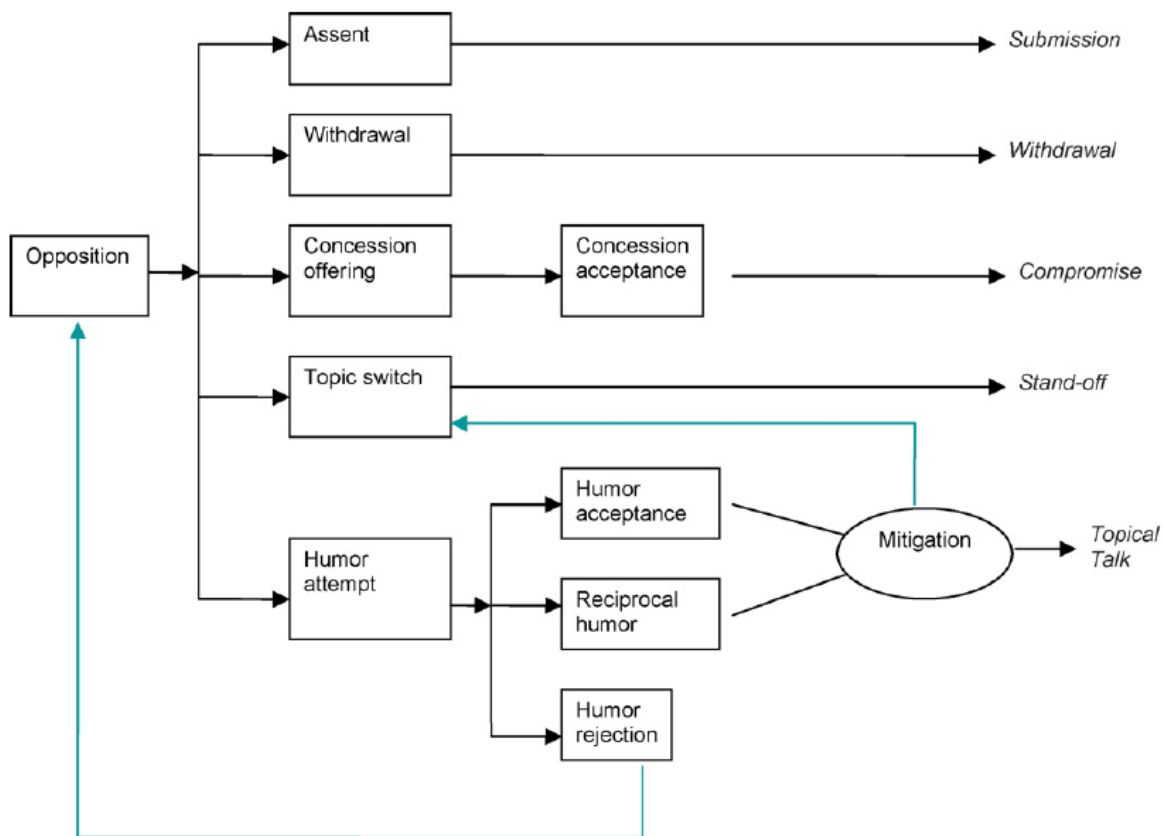 Assent
Submission
Withdrawal
Withdrawal
Opposition
Concession
offering
Concession
acceptance
Compromise
Topic switch
Stand-off
Humor
acceptance
Mitigation
Topical
Talk
Humor
attempt
Reciprocal
humor
Humor
rejection